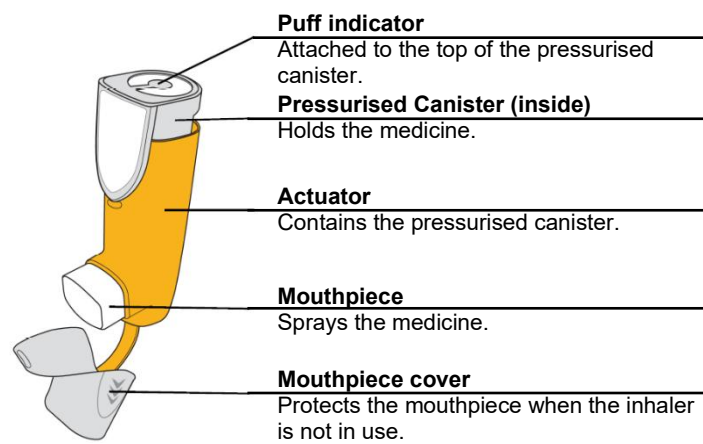 Puff indicator
Attached to the top of the pressurised
canister.
Pressurised Canister (inside)
Holds the medicine.
Actuator
Contains the pressurised canister.
Mouthpiece
Sprays the medicine.
Mouthpiece cover
Protects the mouthpiece when the inhaler
is not in use.